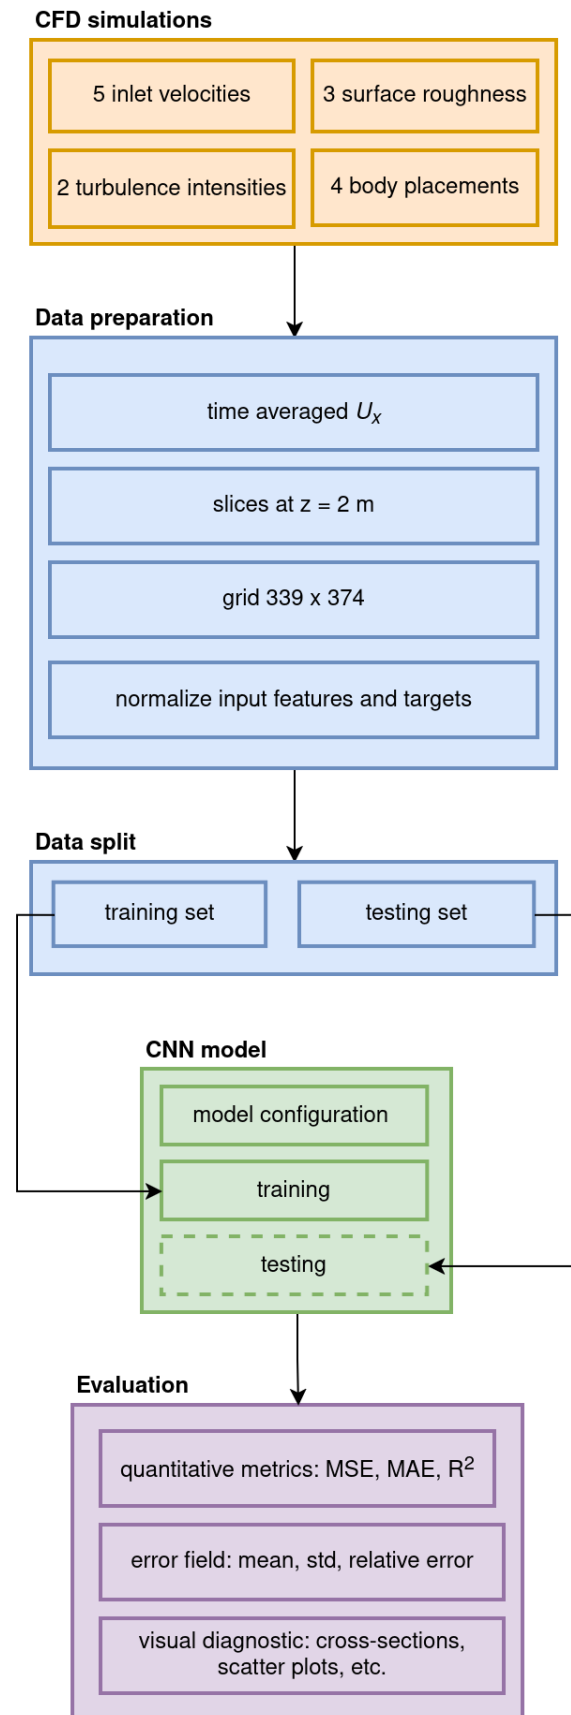 CFD simulations
5 inlet velocities
3 surface roughness
2 turbulence intensities
4 body placements
Data preparation
time averaged Uₓ
slices at z = 2 m
grid 339 x 374
normalize input features and targets
Data split
training set
testing set
CNN model
model configuration
training
testing
Evaluation
quantitative metrics: MSE, MAE, R²
error field: mean, std, relative error
visual diagnostic: cross-sections,
scatter plots, etc.